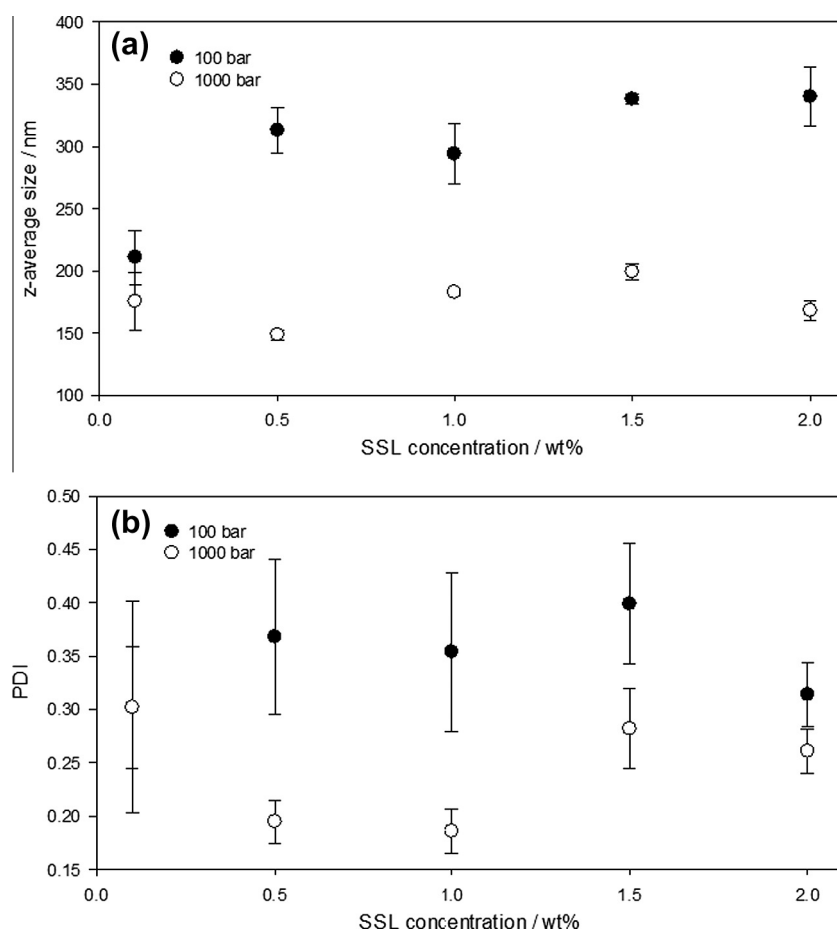 (a)
100 bar
1000 bar
z-average size / nm
400
350
300
250
200
150
100
0.0 0.5 1.0 1.5 2.0
SSL concentration / wt%
(b)
100 bar
1000 bar
PDI
0.50
0.45
0.40
0.35
0.30
0.25
0.20
0.15
0.0 0.5 1.0 1.5 2.0
SSL concentration / wt%